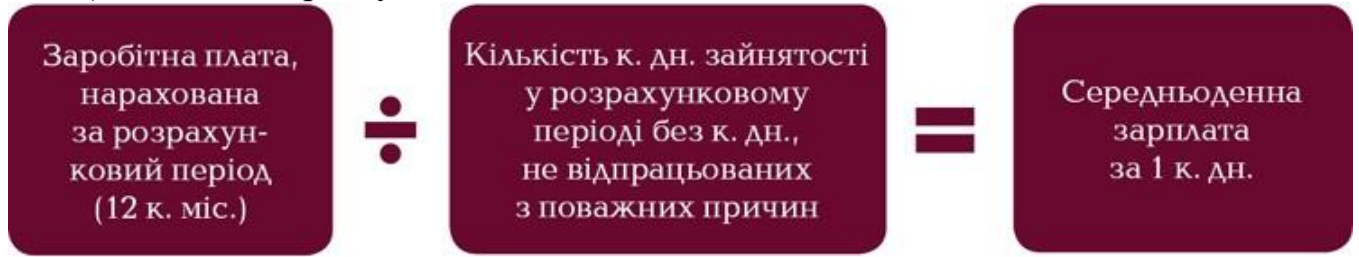 Заробітна плата,
нарахована
за розрахун-
ковий період
(12 к. міс.)
÷
Кількість к. дн. зайнятості
у розрахунковому
періоді без к. дн.,
не відпрацьованих
з поважних причин
=
Середньоденна
зарплата
за 1 к. дн.